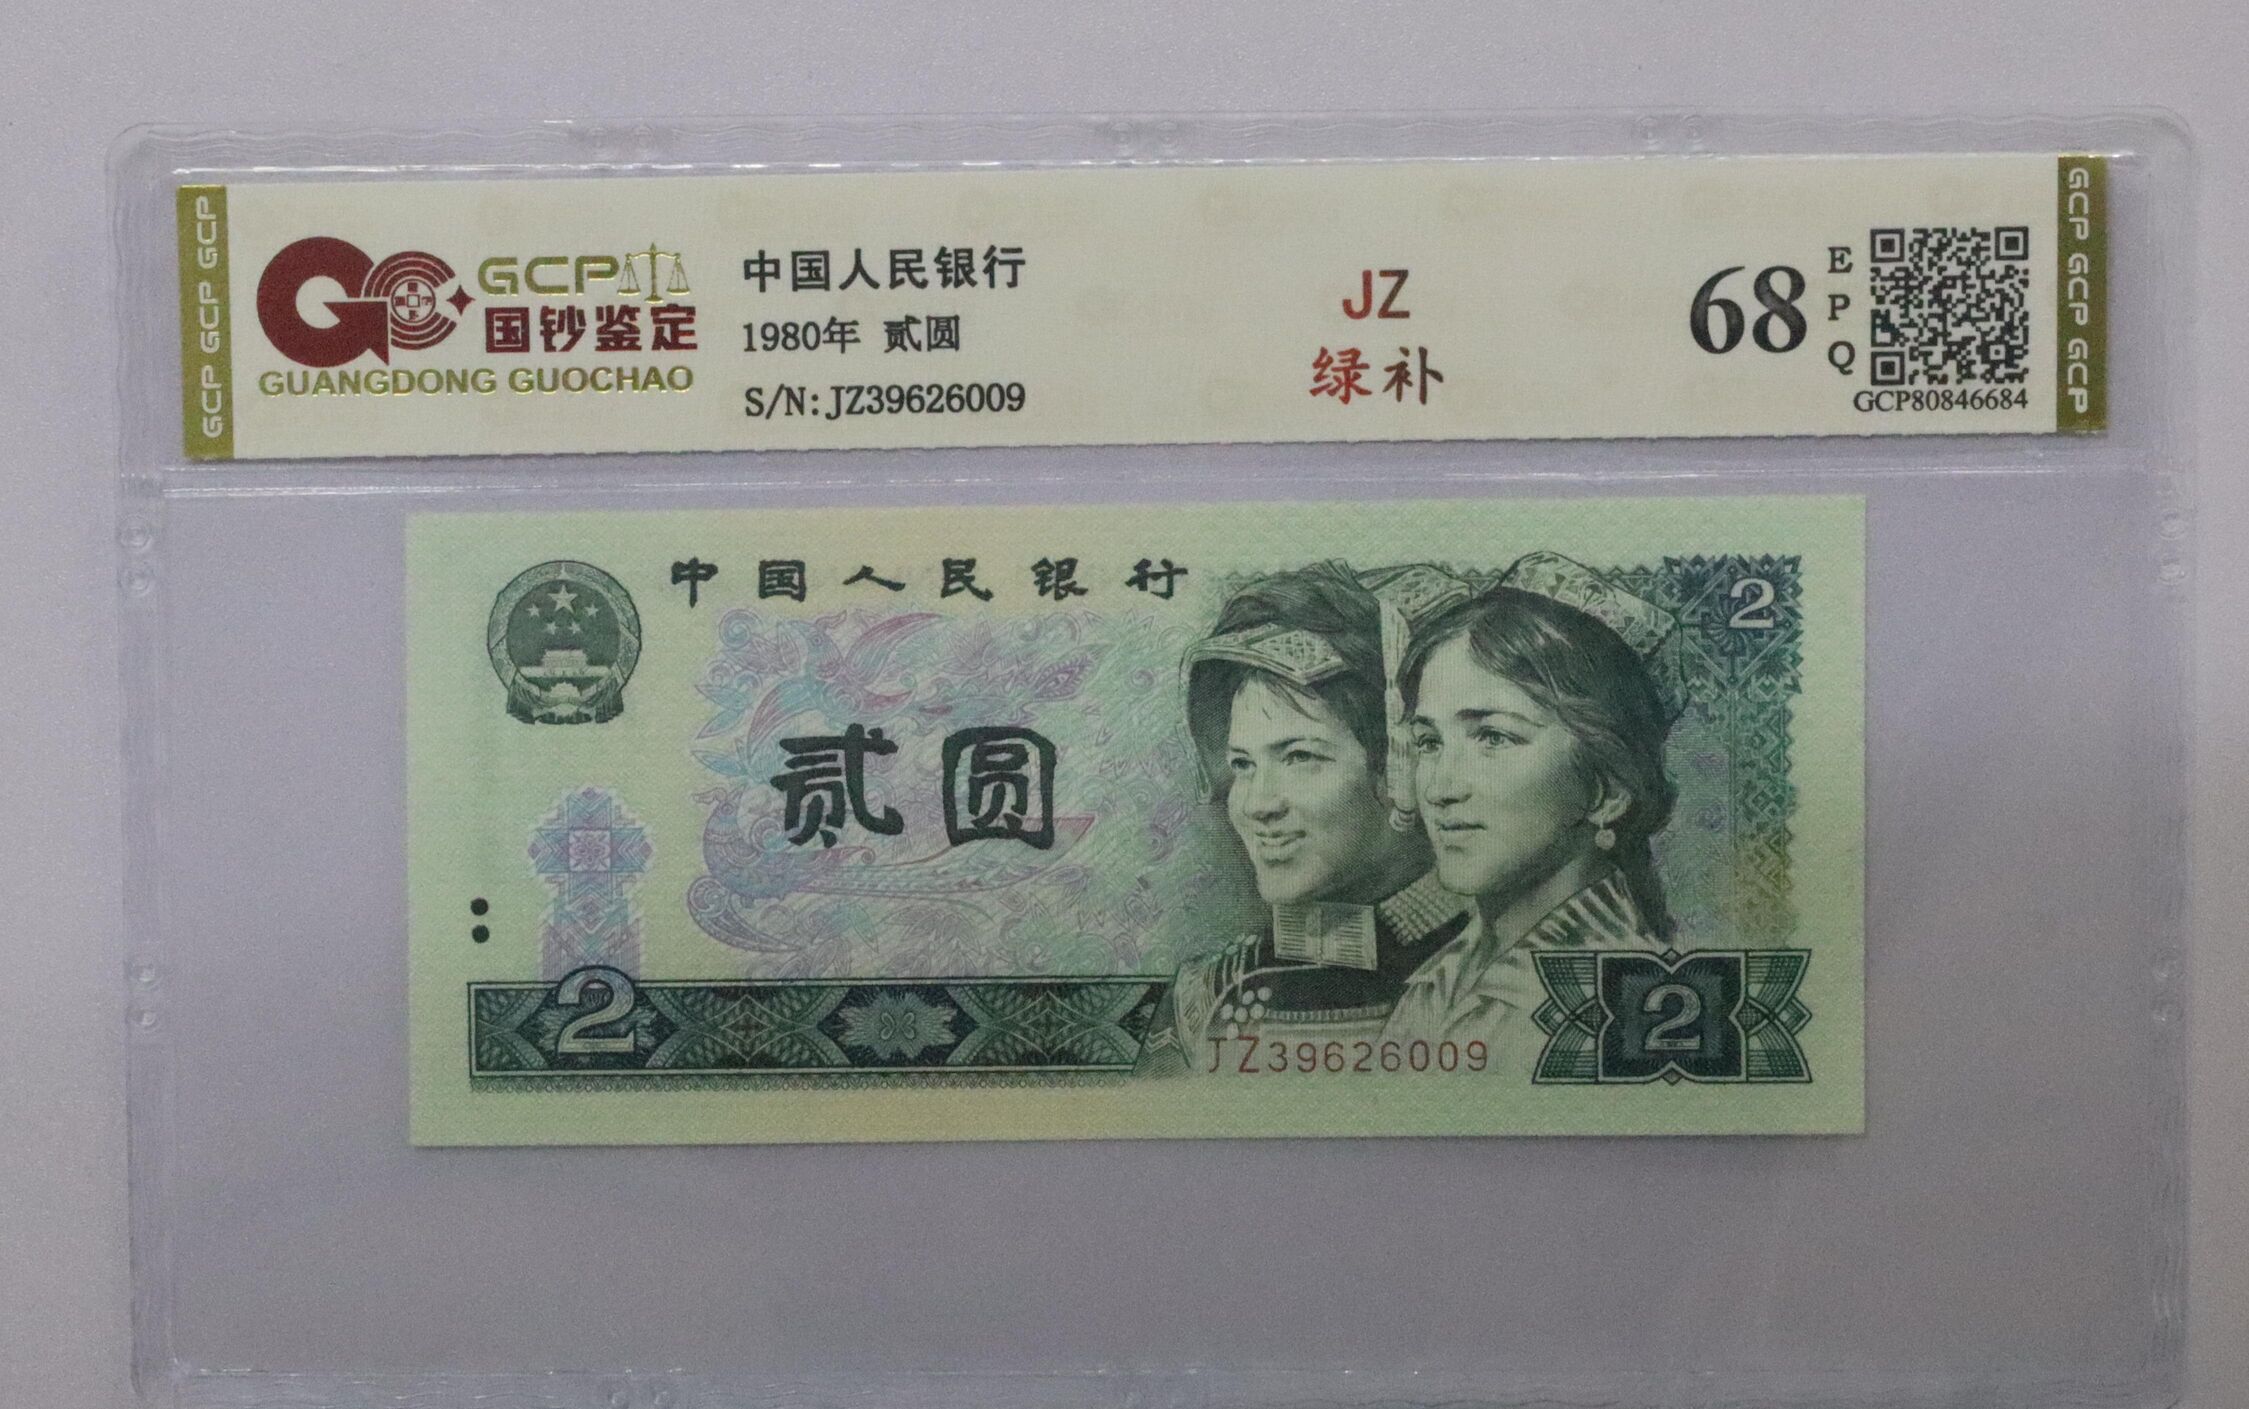 GCP GCP GCP
GCP
国钞鉴定
GUANGDONG GUOCHAO
中国人民银行
1980年 贰圆
S/N:JZ39626009
JZ
绿补
68
E
P
Q
GCP80846684
GCP GCP GCP
中国人民银行
2
贰圆
2
JZ39626009
2